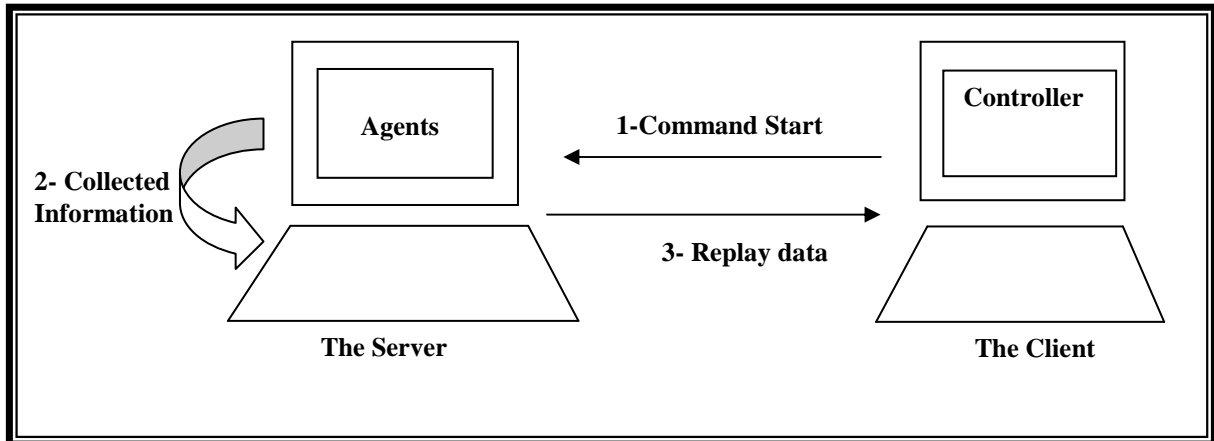 Agents
Controller
1-Command Start
2- Collected
Information
3- Replay data
The Server
The Client